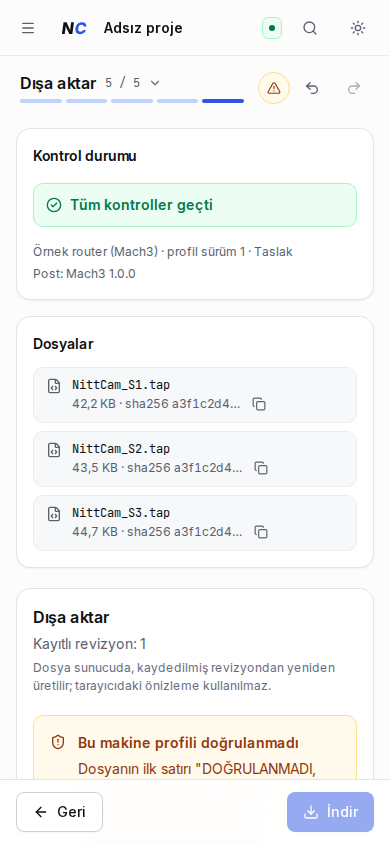 NC Adsız proje
Dışa aktar 5 / 5
Kontrol durumu
Tüm kontroller geçti
Örnek router (Mach3) · profil sürüm 1 · Taslak
Post: Mach3 1.0.0
Dosyalar
NittCam_S1.tap
42,2 KB · sha256 a3f1c2d4…
NittCam_S2.tap
43,5 KB · sha256 a3f1c2d4…
NittCam_S3.tap
44,7 KB · sha256 a3f1c2d4…
Dışa aktar
Kayıtlı revizyon: 1
Dosya sunucuda, kaydedilmiş revizyondan yeniden
üretilir; tarayıcıdaki önizleme kullanılmaz.
Bu makine profili doğrulanmadı
Dosyanın ilk satırı "DOĞRULANMADI,
Geri
İndir